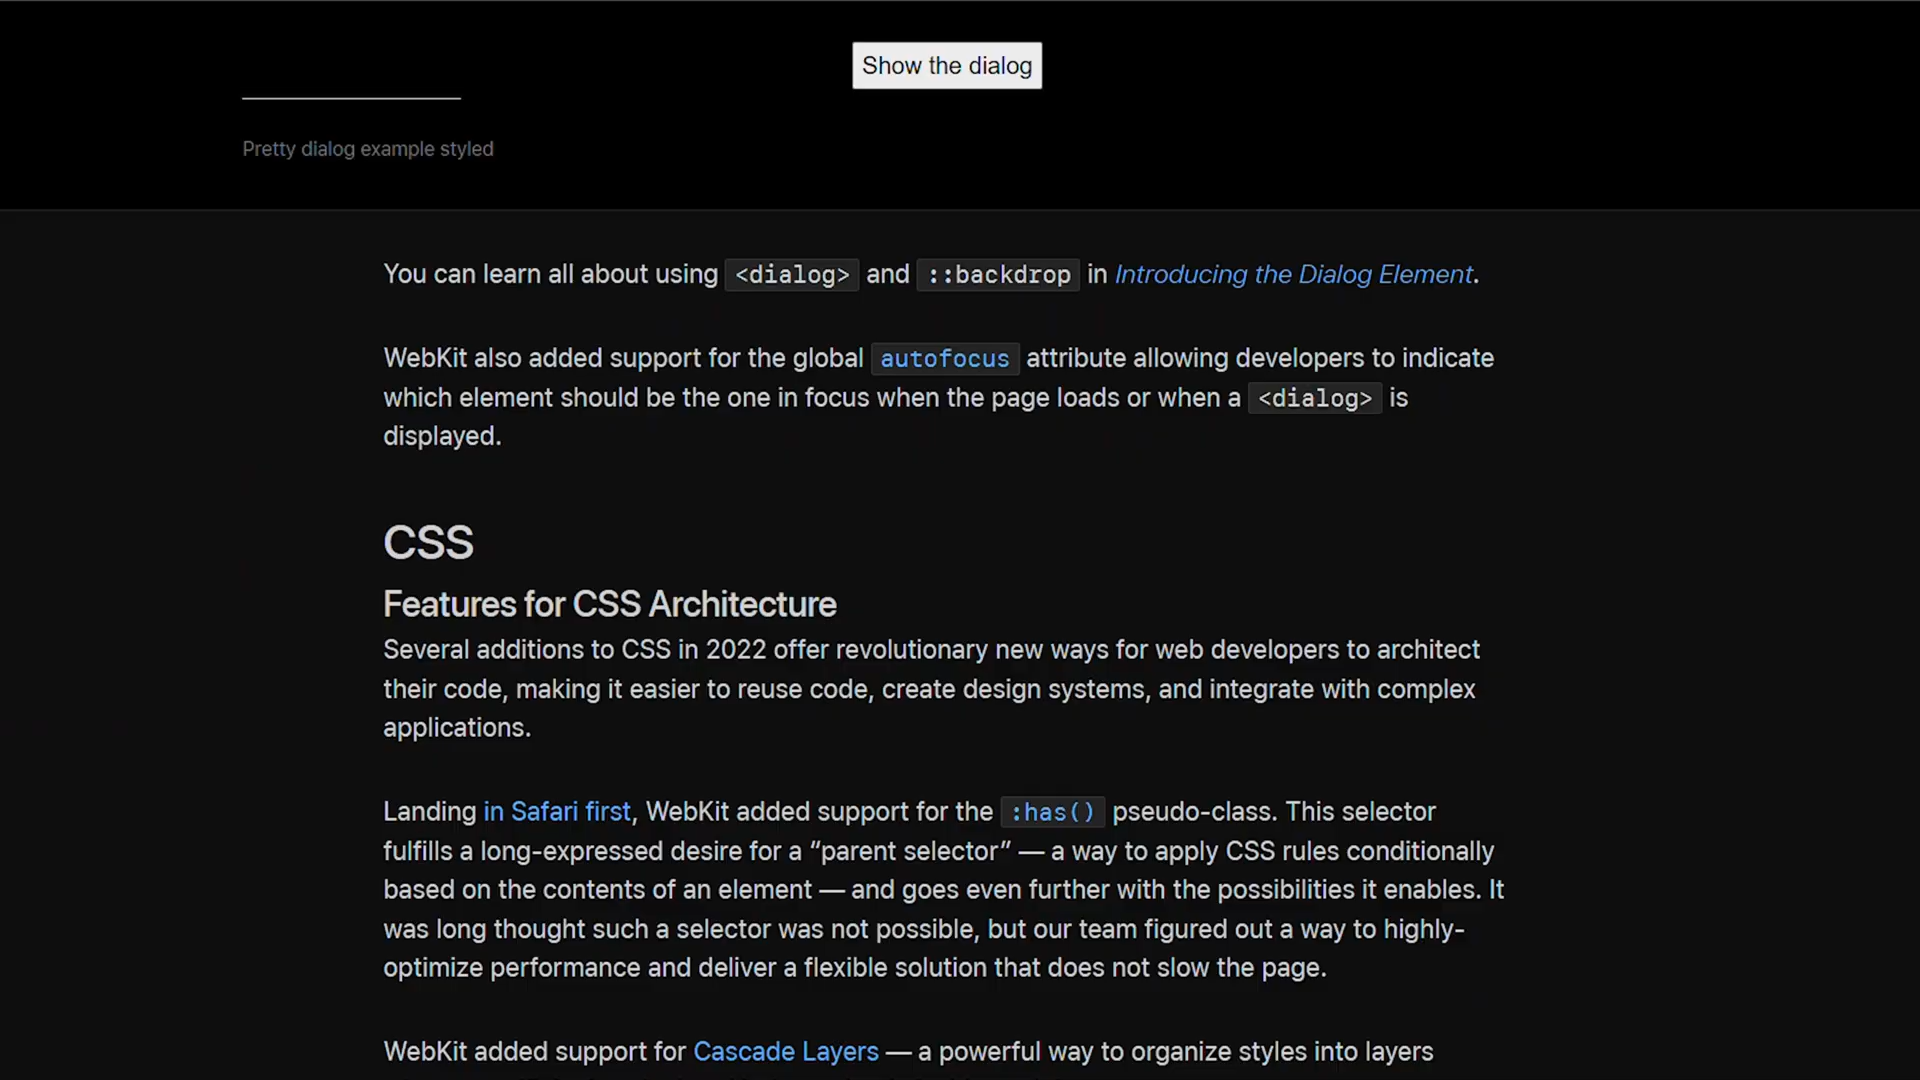 Show the dialog
Pretty dialog example styled
You can learn all about using <dialog> and ::backdrop in Introducing the Dialog Element.
WebKit also added support for the global autofocus attribute allowing developers to indicate
which element should be the one in focus when the page loads or when a <dialog> is
displayed.
CSS
Features for CSS Architecture
Several additions to CSS in 2022 offer revolutionary new ways for web developers to architect
their code, making it easier to reuse code, create design systems, and integrate with complex
applications.
Landing in Safari first, WebKit added support for the :has() pseudo-class. This selector
fulfills a long-expressed desire for a “parent selector” — a way to apply CSS rules conditionally
based on the contents of an element — and goes even further with the possibilities it enables. It
was long thought such a selector was not possible, but our team figured out a way to highly-
optimize performance and deliver a flexible solution that does not slow the page.
WebKit added support for Cascade Layers — a powerful way to organize styles into layers